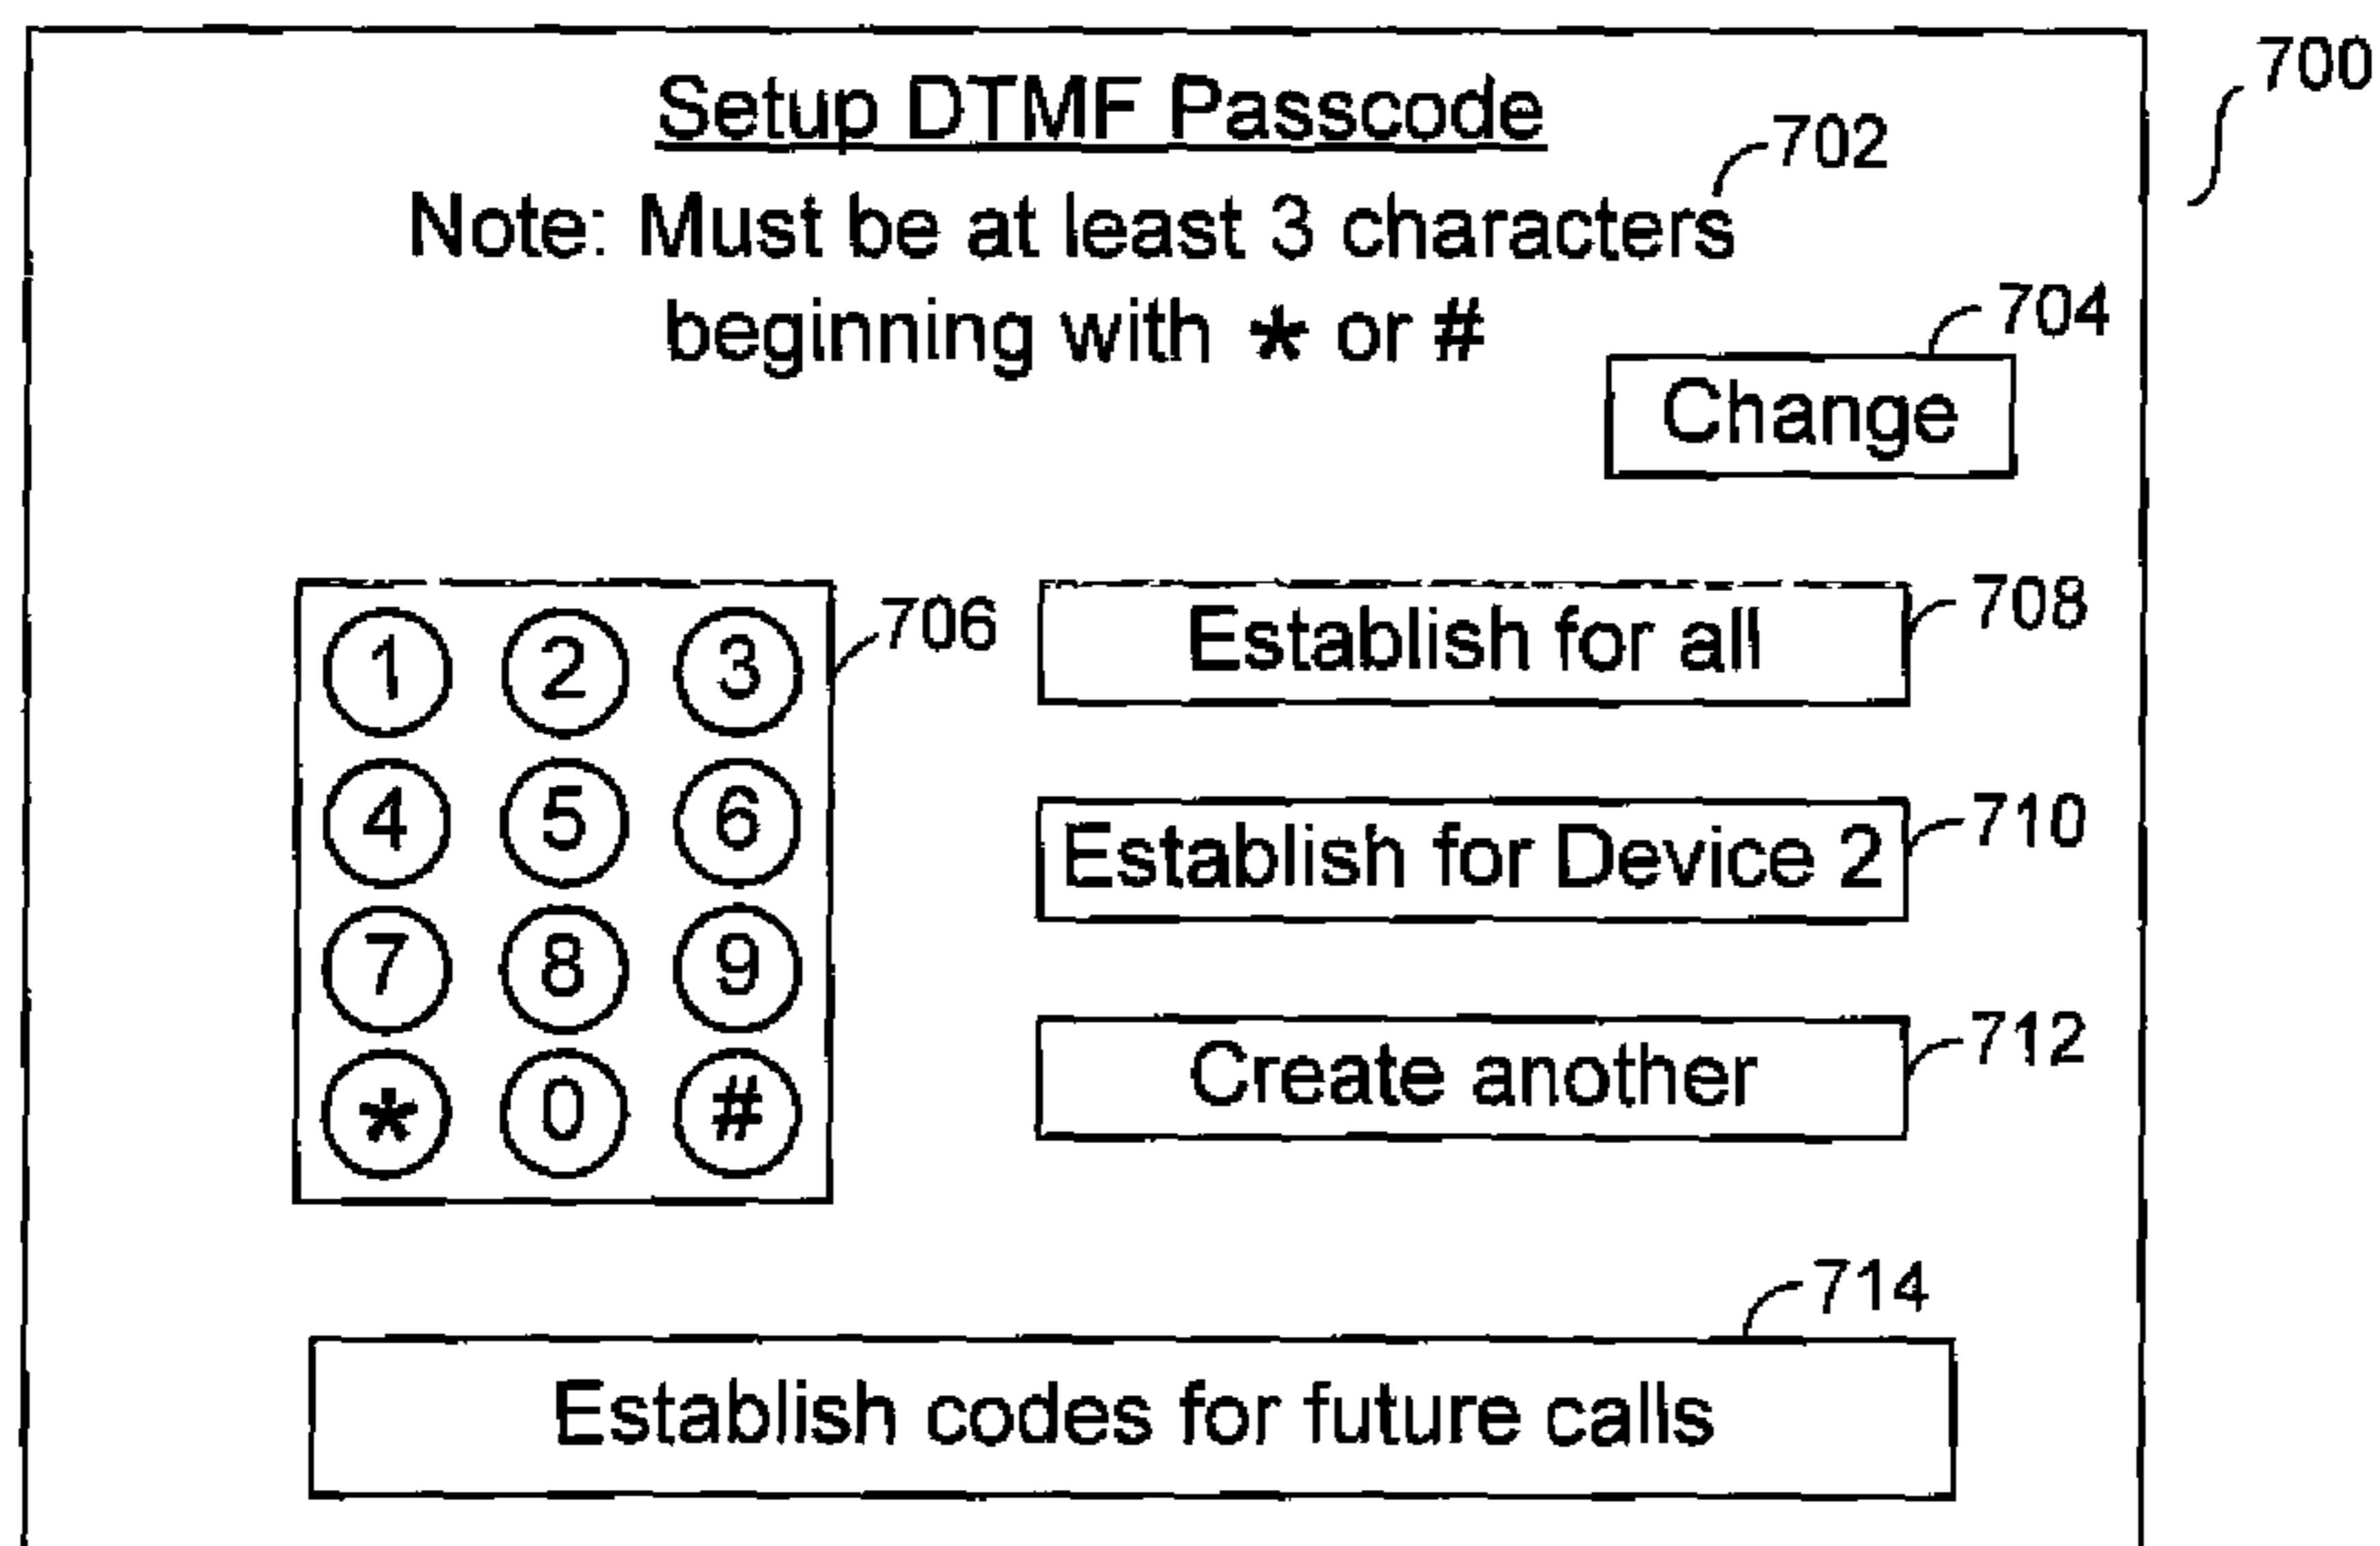 700
Setup DTMF Passcode
702
Note: Must be at least 3 characters
beginning with * or #
704
Change
1 2 3
706
Establish for all
708
4 5 6
Establish for Device 2
710
7 8 9
Create another
712
* 0 #
714
Establish codes for future calls